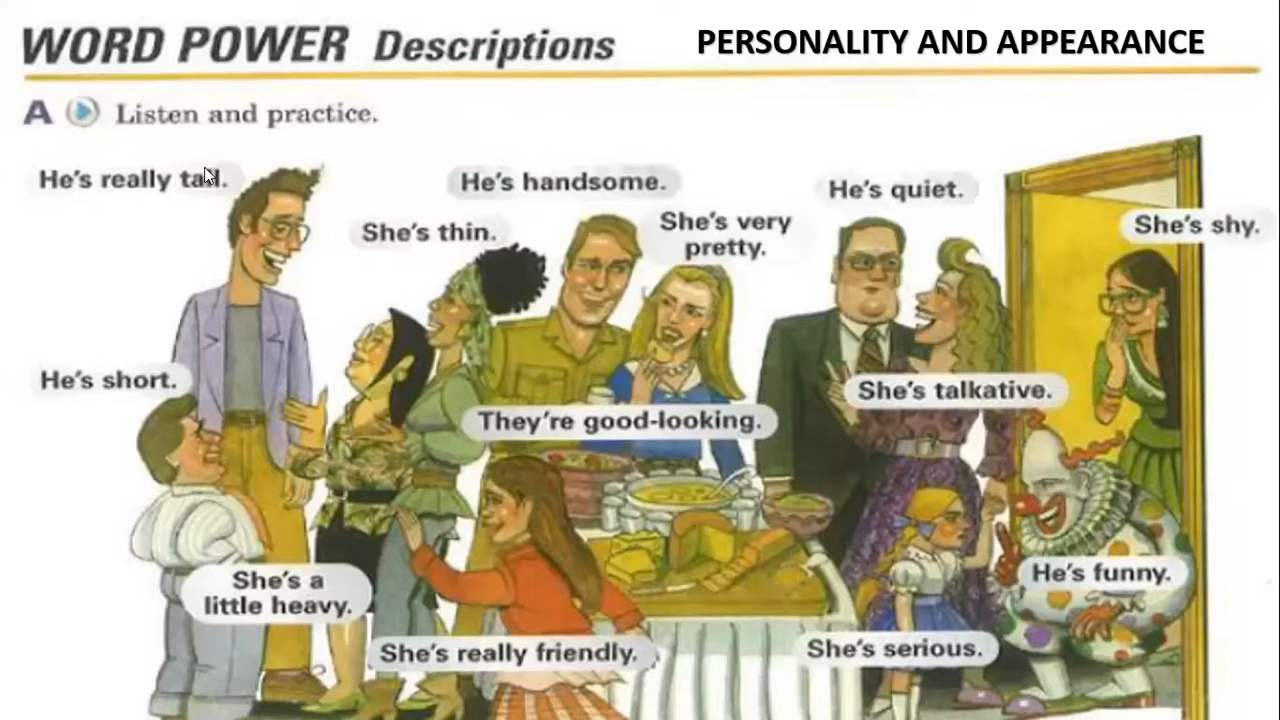 WORD POWER Descriptions
PERSONALITY AND APPEARANCE
A Listen and practice.
He's really tall.
He's handsome.
He's quiet.
She's thin.
She's very
pretty.
She's shy.
He's short.
They're good-looking.
She's talkative.
She's a
little heavy.
He's funny.
She's really friendly.
She's serious.